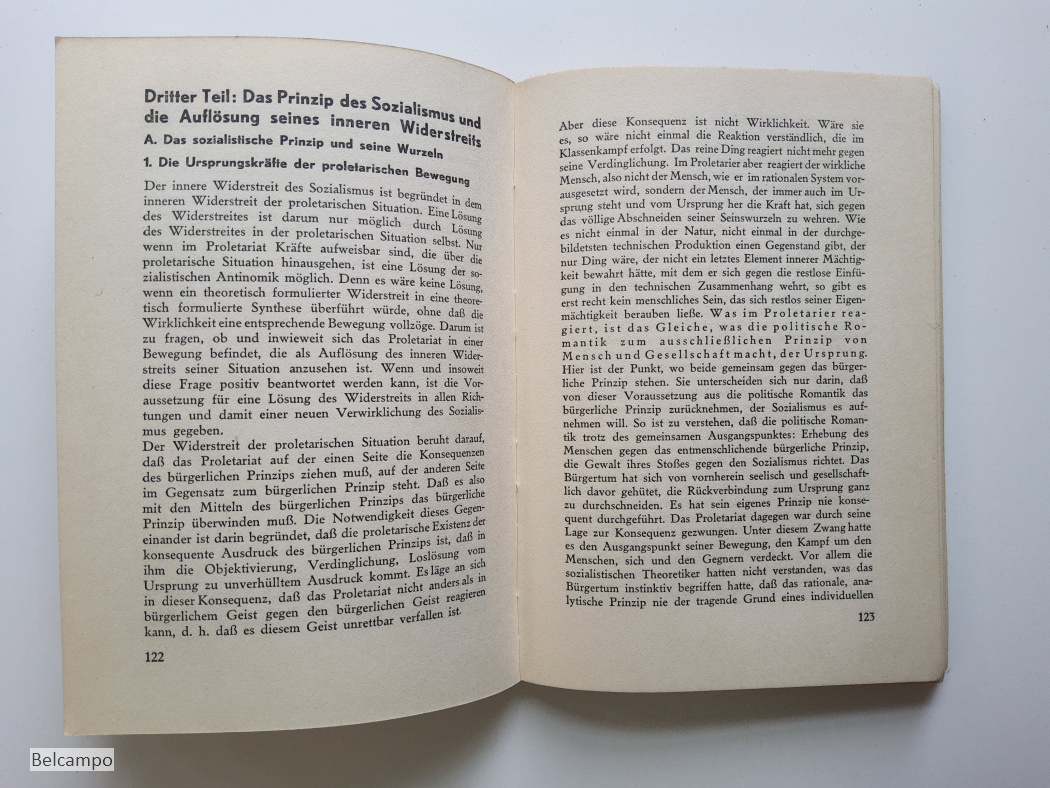 Dritter Teil: Das Prinzip des Sozialismus und
die Auflösung seines inneren Widerstreits
A. Das sozialistische Prinzip und seine Wurzeln
1. Die Ursprungskräfte der proletarischen Bewegung
Der innere Widerstreit des Sozialismus ist begründet in dem
inneren Widerstreit der proletarischen Situation. Eine Lösung
des Widerstreites ist darum nur möglich durch Lösung
des Widerstreites in der proletarischen Situation selbst. Nur
wenn im Proletariat Kräfte aufweisbar sind, die über die
proletarische Situation hinausgehen, ist eine Lösung der so-
zialistischen Antinomik möglich. Denn es wäre keine Lösung,
wenn ein theoretisch formulierter Widerstreit in eine theore-
tisch formulierte Synthese überführt würde, ohne daß die
Wirklichkeit eine entsprechende Bewegung vollzöge. Darum ist
zu fragen, ob und inwieweit sich das Proletariat in einer
Bewegung befindet, die als Auflösung des inneren Wider-
streits seiner Situation anzusehen ist. Wenn und insoweit
diese Frage positiv beantwortet werden kann, ist die Vor-
aussetzung für eine Lösung des Widerstreits in allen Rich-
tungen und damit einer neuen Verwirklichung des Sozialis-
mus gegeben.
Der Widerstreit der proletarischen Situation beruht darauf,
daß das Proletariat auf der einen Seite die Konsequenzen
des bürgerlichen Prinzips ziehen muß, auf der anderen Seite
im Gegensatz zum bürgerlichen Prinzip steht. Daß es also
mit den Mitteln des bürgerlichen Prinzips das bürgerliche
Prinzip überwinden muß. Die Notwendigkeit dieses Gegen-
einander ist darin begründet, daß die proletarische Existenz der
konsequente Ausdruck des bürgerlichen Prinzips ist, daß in
ihm die Objektivierung, Verdinglichung, Loslösung vom
Ursprung zu unverhülltem Ausdruck kommt. Es läge an sich
in dieser Konsequenz, daß das Proletariat nicht anders als in
bürgerlichem Geist gegen den bürgerlichen Geist reagieren
kann, d. h. daß es diesem Geist unrettbar verfallen ist.
122
Aber diese Konsequenz ist nicht Wirklichkeit. Wäre sie
es, so wäre nicht einmal die Reaktion verständlich, die im
Klassenkampf erfolgt. Das reine Ding reagiert nicht mehr gegen
seine Verdinglichung. Im Proletarier aber reagiert der wirkliche
Mensch, also nicht der Mensch, wie er im rationalen System vor-
ausgesetzt wird, sondern der Mensch, der immer auch im Ur-
sprung steht und vom Ursprung her die Kraft hat, sich gegen
das völlige Abschneiden seiner Seinswurzeln zu wehren. Wie
es nicht einmal in der Natur, nicht einmal in der durchge-
bildetsten technischen Produktion einen Gegenstand gibt, der
nur Ding wäre, der nicht ein letztes Element innerer Mächtig-
keit bewahrt hätte, mit dem er sich gegen die restlose Einfü-
gung in den technischen Zusammenhang wehrt, so gibt es
erst recht kein menschliches Sein, das sich restlos seiner Eigen-
mächtigkeit berauben ließe. Was im Proletarier rea-
giert, ist das Gleiche, was die politische Ro-
mantik zum ausschließlichen Prinzip von
Mensch und Gesellschaft macht, der Ursprung.
Hier ist der Punkt, wo beide gemeinsam gegen das bürger-
liche Prinzip stehen. Sie unterscheiden sich nur darin, daß
von dieser Voraussetzung aus die politische Romantik das
bürgerliche Prinzip zurücknehmen, der Sozialismus es auf-
nehmen will. So ist zu verstehen, daß die politische Roman-
tik trotz des gemeinsamen Ausgangspunktes: Erhebung des
Menschen gegen das entmenschlichende bürgerliche Prinzip,
die Gewalt ihres Stoßes gegen den Sozialismus richtet. Das
Bürgertum hat sich von vornherein seelisch und gesellschaft-
lich davor gehütet, die Rückverbindung zum Ursprung ganz
zu durchschneiden. Es hat sein eigenes Prinzip nie konse-
quent durchgeführt. Das Proletariat dagegen war durch seine
Lage zur Konsequenz gezwungen. Unter diesem Zwang hatte
es den Ausgangspunkt seiner Bewegung, den Kampf um den
Menschen, sich und den Gegnern verdeckt. Vor allem die
sozialistischen Theoretiker hatten nicht verstanden, was das
Bürgertum instinktiv begriffen hatte, daß das rationale, ana-
lytische Prinzip nie der tragende Grund eines individuellen
123
Belcampo